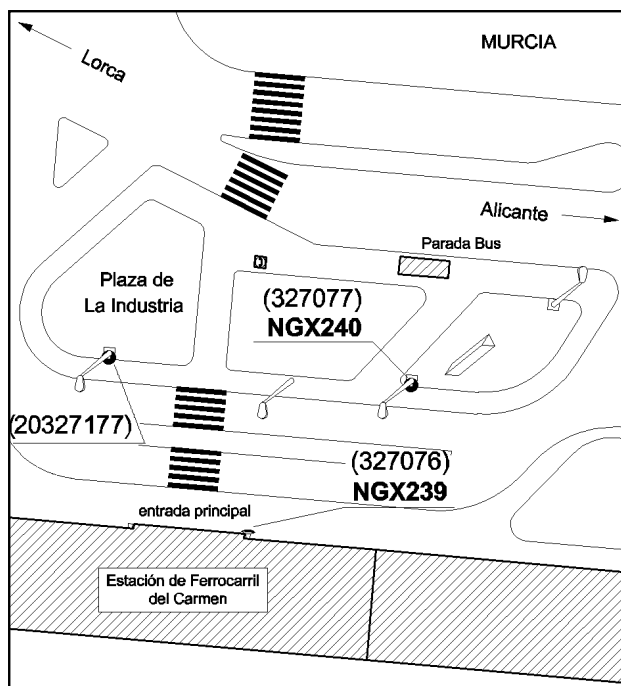 MURCIA
Lorca
Alicante
Parada Bus
Plaza de
La Industria
(327077)
NGX240
(20327177)
(327076)
NGX239
entrada principal
Estación de Ferrocarril
del Carmen